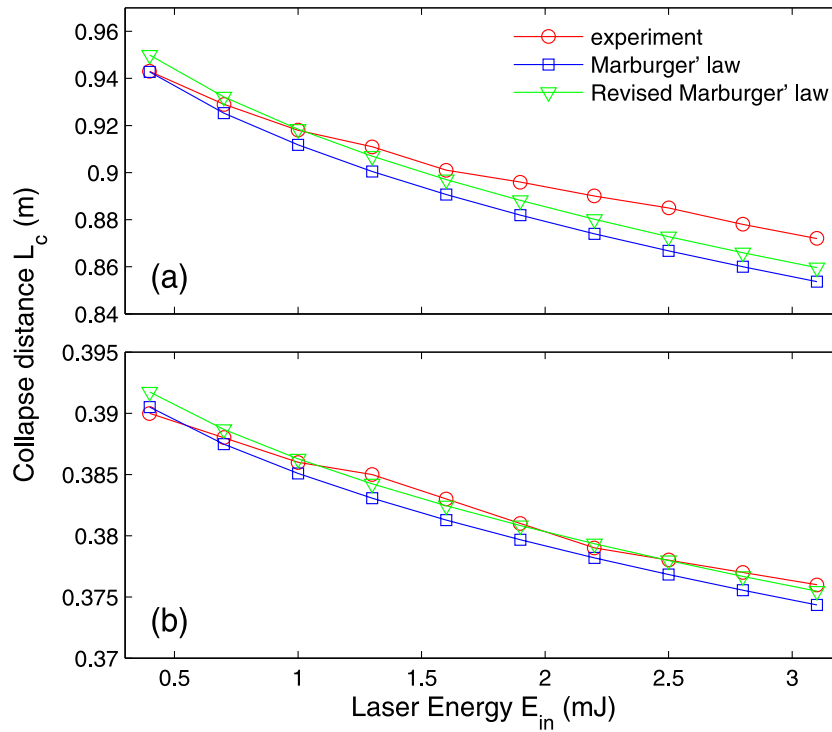 0.96
0.94
0.92
0.9
0.88
0.86
0.84
experiment
Marburger' law
Revised Marburger' law
(a)
Collapse distance L_c (m)
0.395
0.39
0.385
0.38
0.375
0.37
(b)
0.5
1
1.5
2
2.5
3
Laser Energy E_in (mJ)